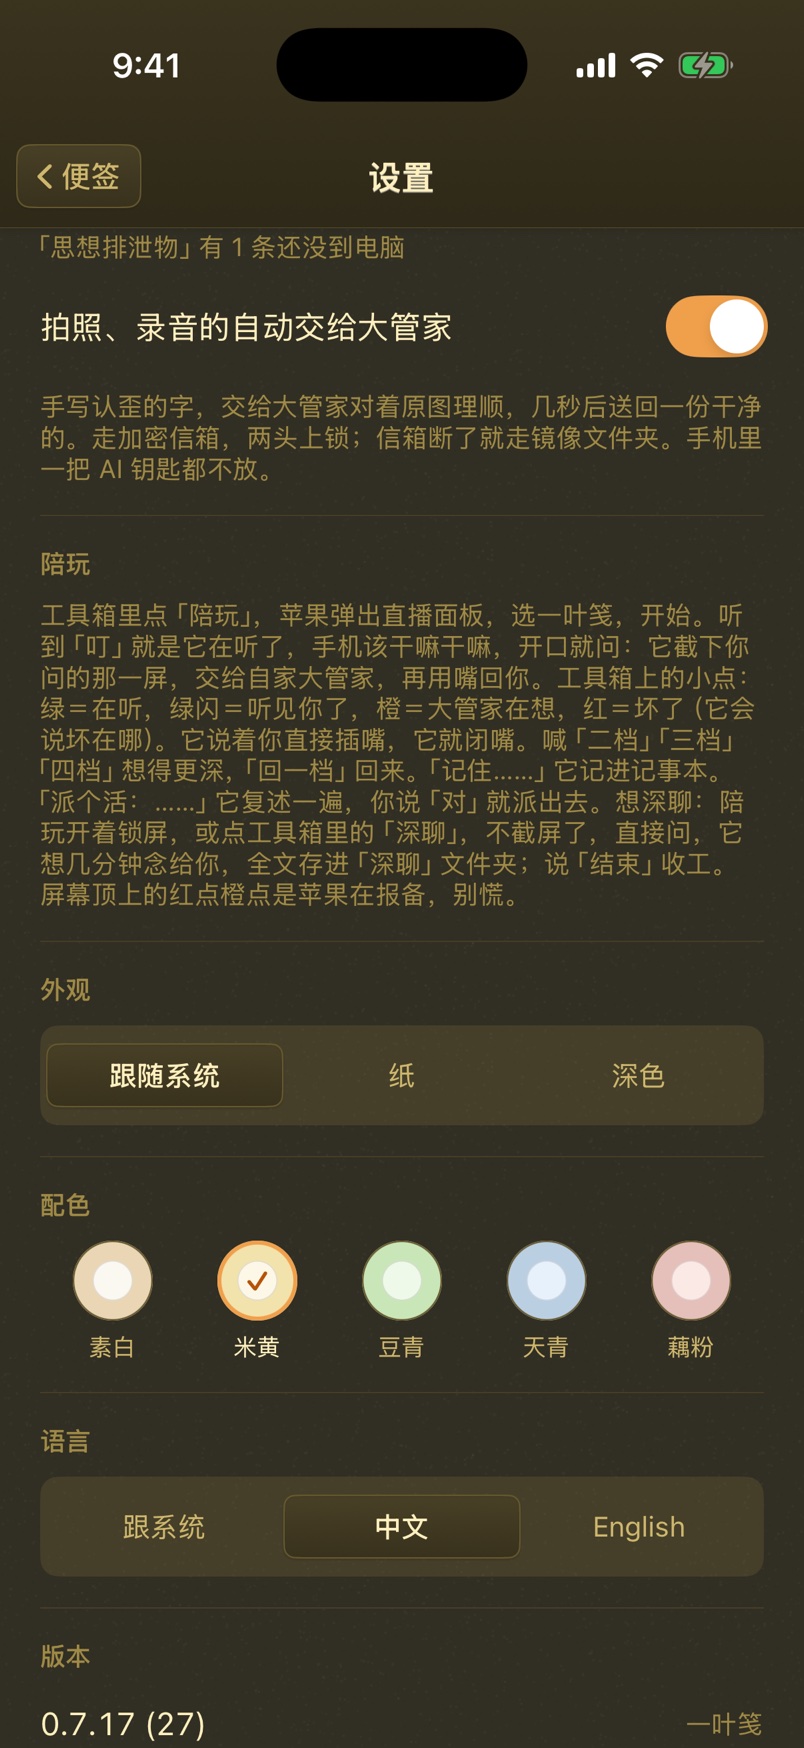 9:41
便签
设置
「思想排泄物」有 1 条还没到电脑
拍照、录音的自动交给大管家
手写认歪的字，交给大管家对着原图理顺，几秒后送回一份干净
的。走加密信箱，两头上锁；信箱断了就走镜像文件夹。手机里
一把 AI 钥匙都不放。
陪玩
工具箱里点「陪玩」，苹果弹出直播面板，选一叶笺，开始。听
到「叮」就是它在听了，手机该干嘛干嘛，开口就问：它截下你
问的那一屏，交给自家大管家，再用嘴回你。工具箱上的小点：
绿＝在听，绿闪＝听见你了，橙＝大管家在想，红＝坏了（它会
说坏在哪）。它说着你直接插嘴，它就闭嘴。喊「二档」「三档」
「四档」想得更深，「回一档」回来。「记住……」它记进记事本。
「派个活：……」它复述一遍，你说「对」就派出去。想深聊：陪
玩开着锁屏，或点工具箱里的「深聊」，不截屏了，直接问，它
想几分钟念给你，全文存进「深聊」文件夹；说「结束」收工。
屏幕顶上的红点橙点是苹果在报备，别慌。
外观
跟随系统 纸 深色
配色
素白 米黄 豆青 天青 藕粉
语言
跟系统 中文 English
版本
0.7.17 (27) 一叶笺